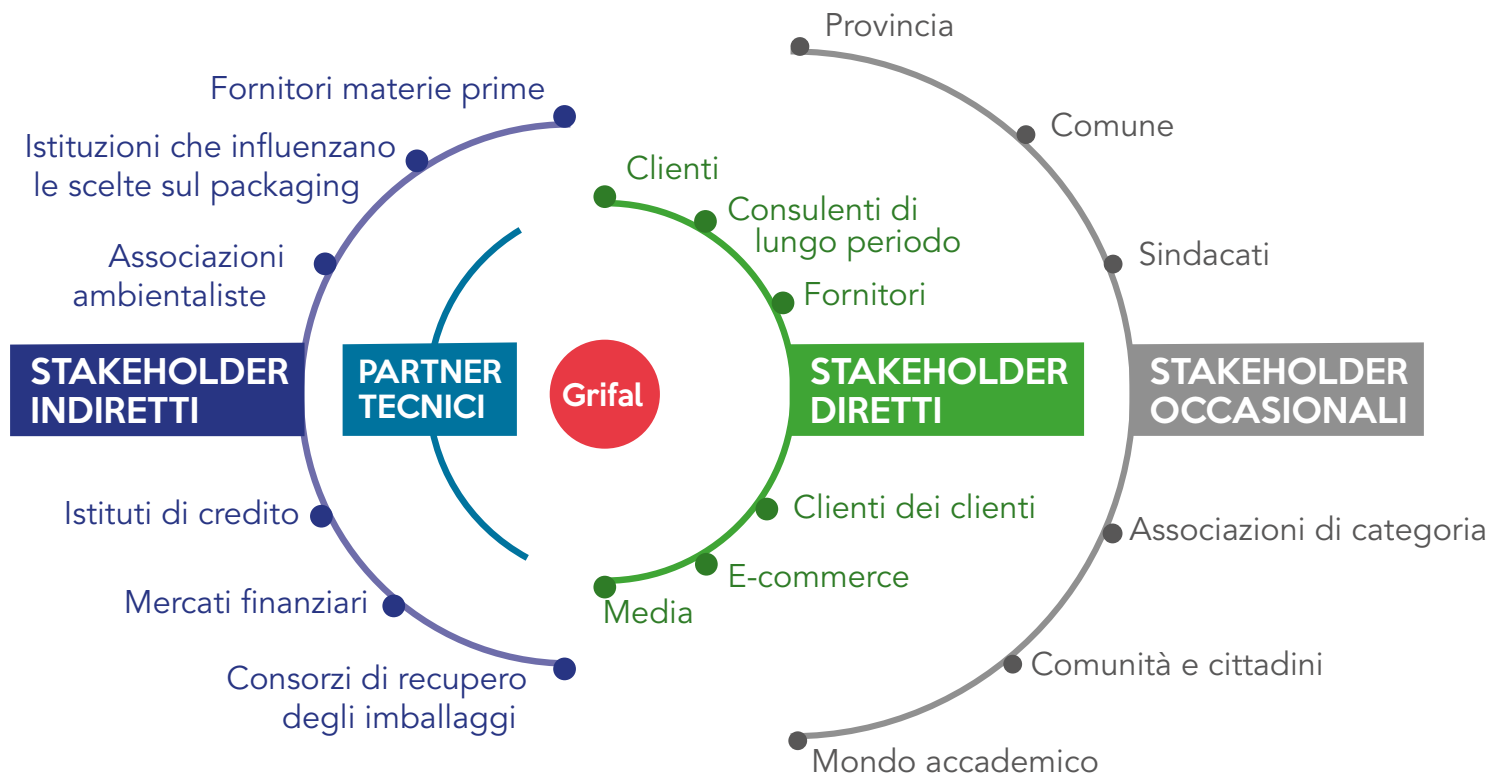 Provincia
Fornitori materie prime
Comune
Istituzioni che influenzano
le scelte sul packaging
Clienti
Consulenti di
lungo periodo
Associazioni
ambientaliste
Sindacati
Fornitori
STAKEHOLDER
INDIRETTI
PARTNER
TECNICI
Grifal
STAKEHOLDER
DIRETTI
STAKEHOLDER
OCCASIONALI
Istituti di credito
Clienti dei clienti
Associazioni di categoria
E-commerce
Mercati finanziari
Media
Comunità e cittadini
Consorzi di recupero
degli imballaggi
Mondo accademico